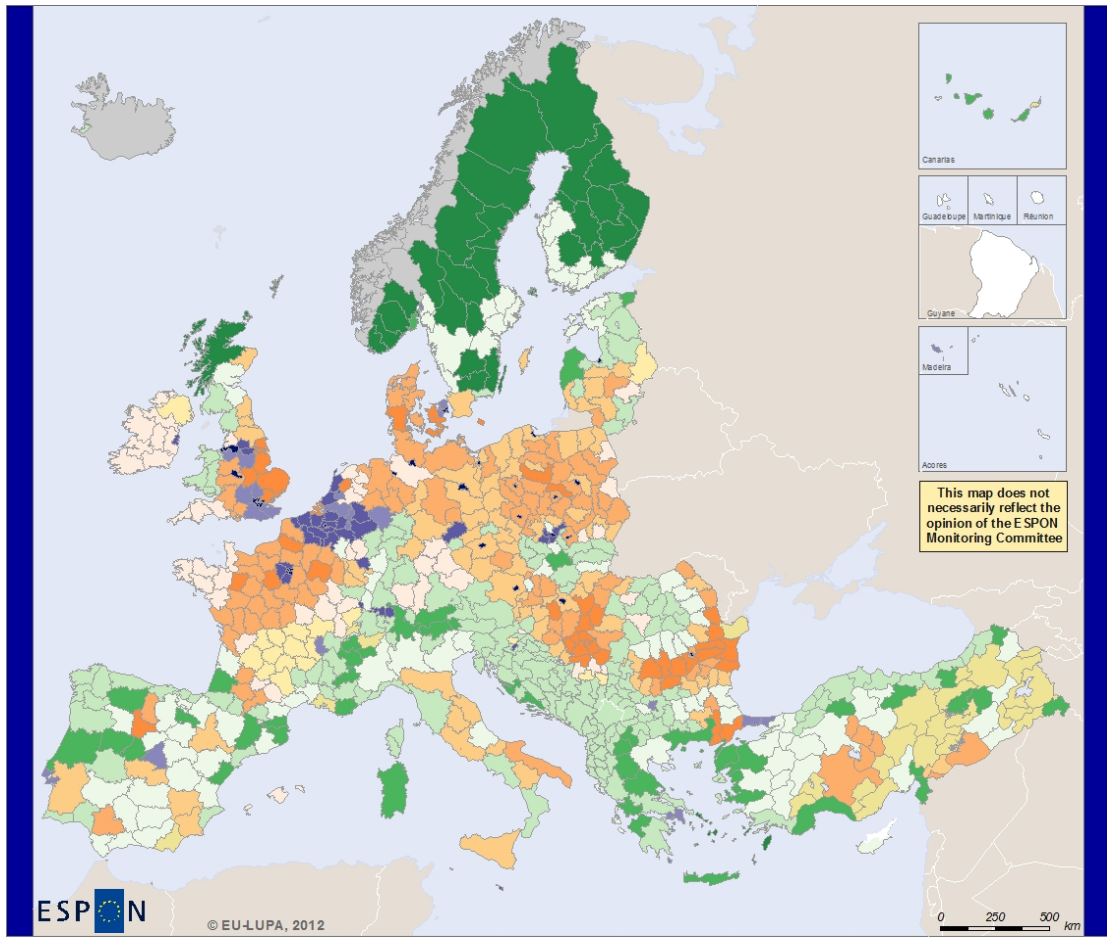 Canarias
Guadeloupe
Martinique
Réunion
Guyane
Madeira
Acores
This map does not
necessarily reflect the
opinion of the ESPON
Monitoring Committee
ESPON
© EU-LUPA, 2012
0 250 500
km